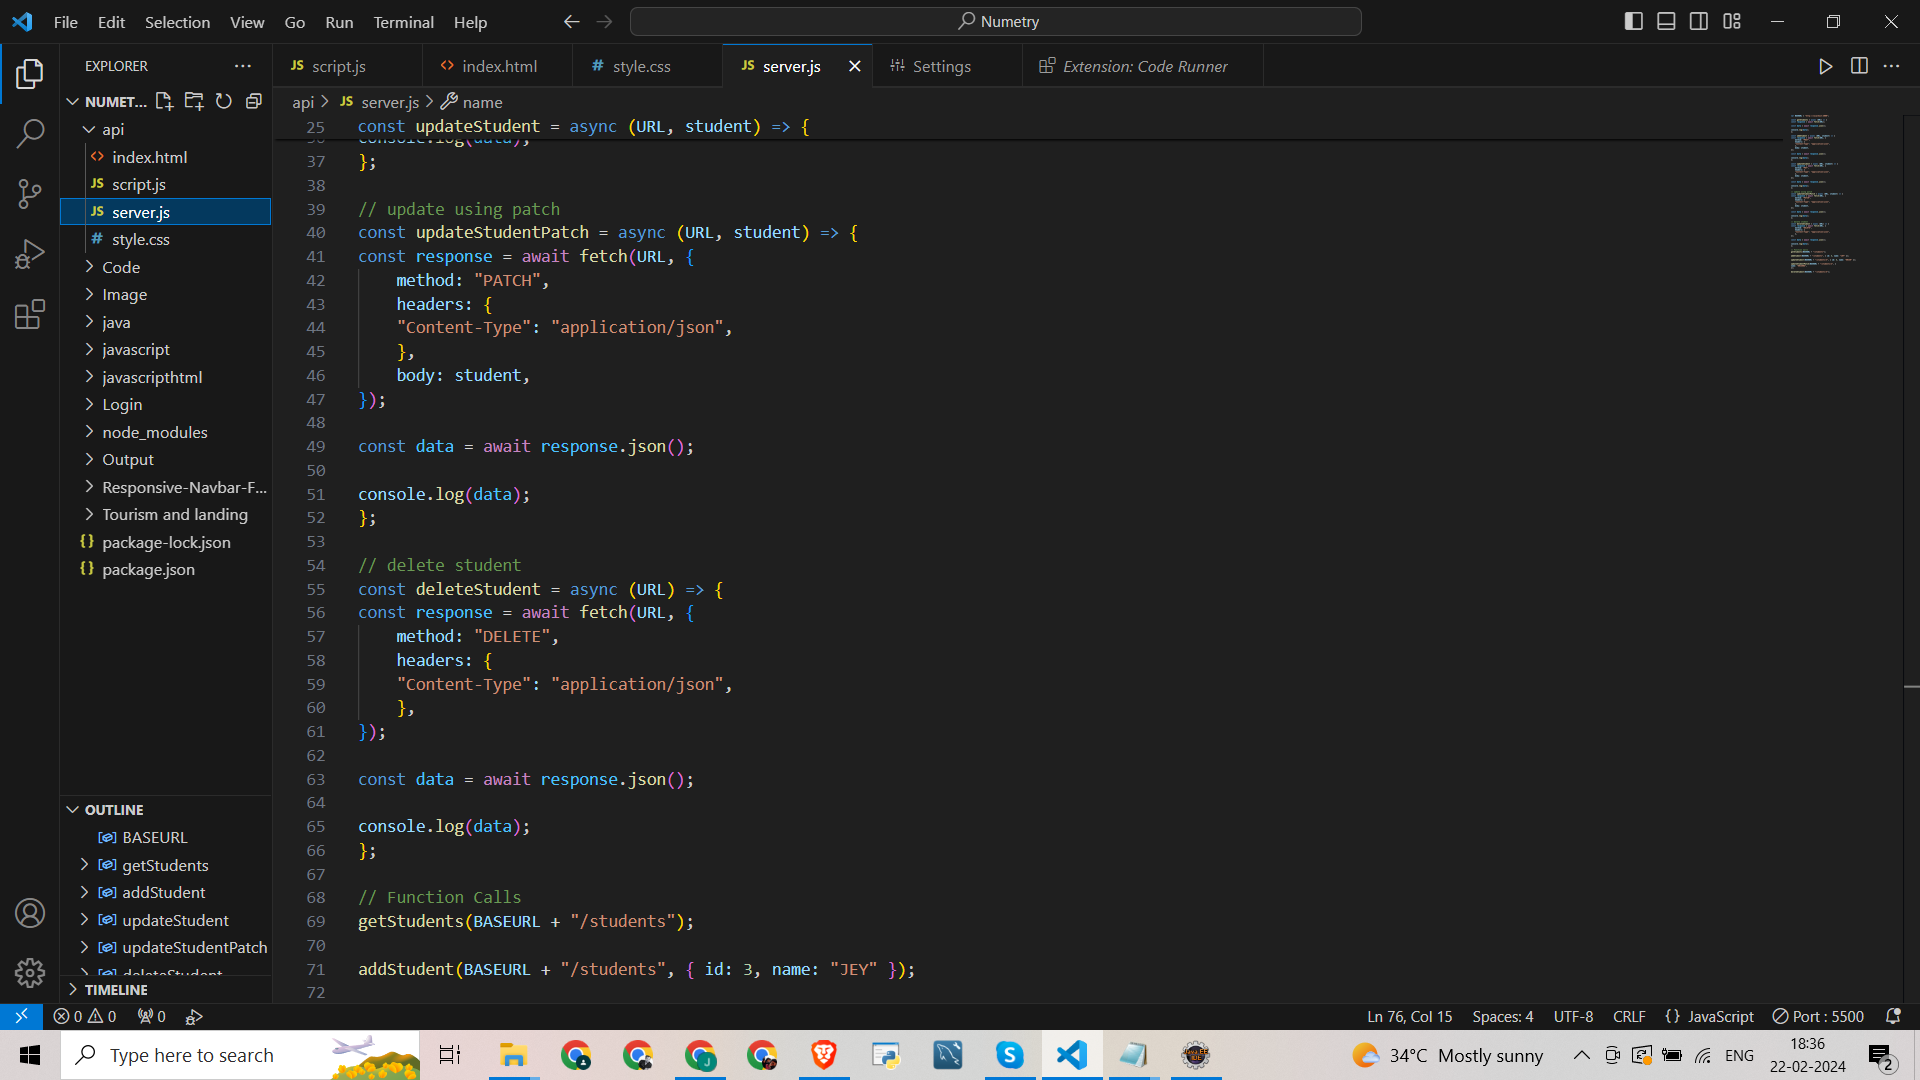 File Edit Selection View Go Run Terminal Help
Numetry
EXPLORER
JS script.js
<> index.html
# style.css
JS server.js
Settings
Extension: Code Runner
NUMET...
api
<> index.html
JS script.js
JS server.js
# style.css
Code
Image
java
javascript
javascripthtml
Login
node_modules
Output
Responsive-Navbar-F...
Tourism and landing
{} package-lock.json
{} package.json
OUTLINE
BASEURL
getStudents
addStudent
updateStudent
updateStudentPatch
deleteStudent
TIMELINE
api > JS server.js > name
25 const updateStudent = async (URL, student) => {
36 console.log(data);
37 };
38
39 // update using patch
40 const updateStudentPatch = async (URL, student) => {
41 const response = await fetch(URL, {
42 method: "PATCH",
43 headers: {
44 "Content-Type": "application/json",
45 },
46 body: student,
47 });
48
49 const data = await response.json();
50
51 console.log(data);
52 };
53
54 // delete student
55 const deleteStudent = async (URL) => {
56 const response = await fetch(URL, {
57 method: "DELETE",
58 headers: {
59 "Content-Type": "application/json",
60 },
61 });
62
63 const data = await response.json();
64
65 console.log(data);
66 };
67
68 // Function Calls
69 getStudents(BASEURL + "/students");
70
71 addStudent(BASEURL + "/students", { id: 3, name: "JEY" });
72
0 0 0
Ln 76, Col 15 Spaces: 4 UTF-8 CRLF {} JavaScript Port : 5500
Type here to search
34°C Mostly sunny
ENG
18:36
22-02-2024
2